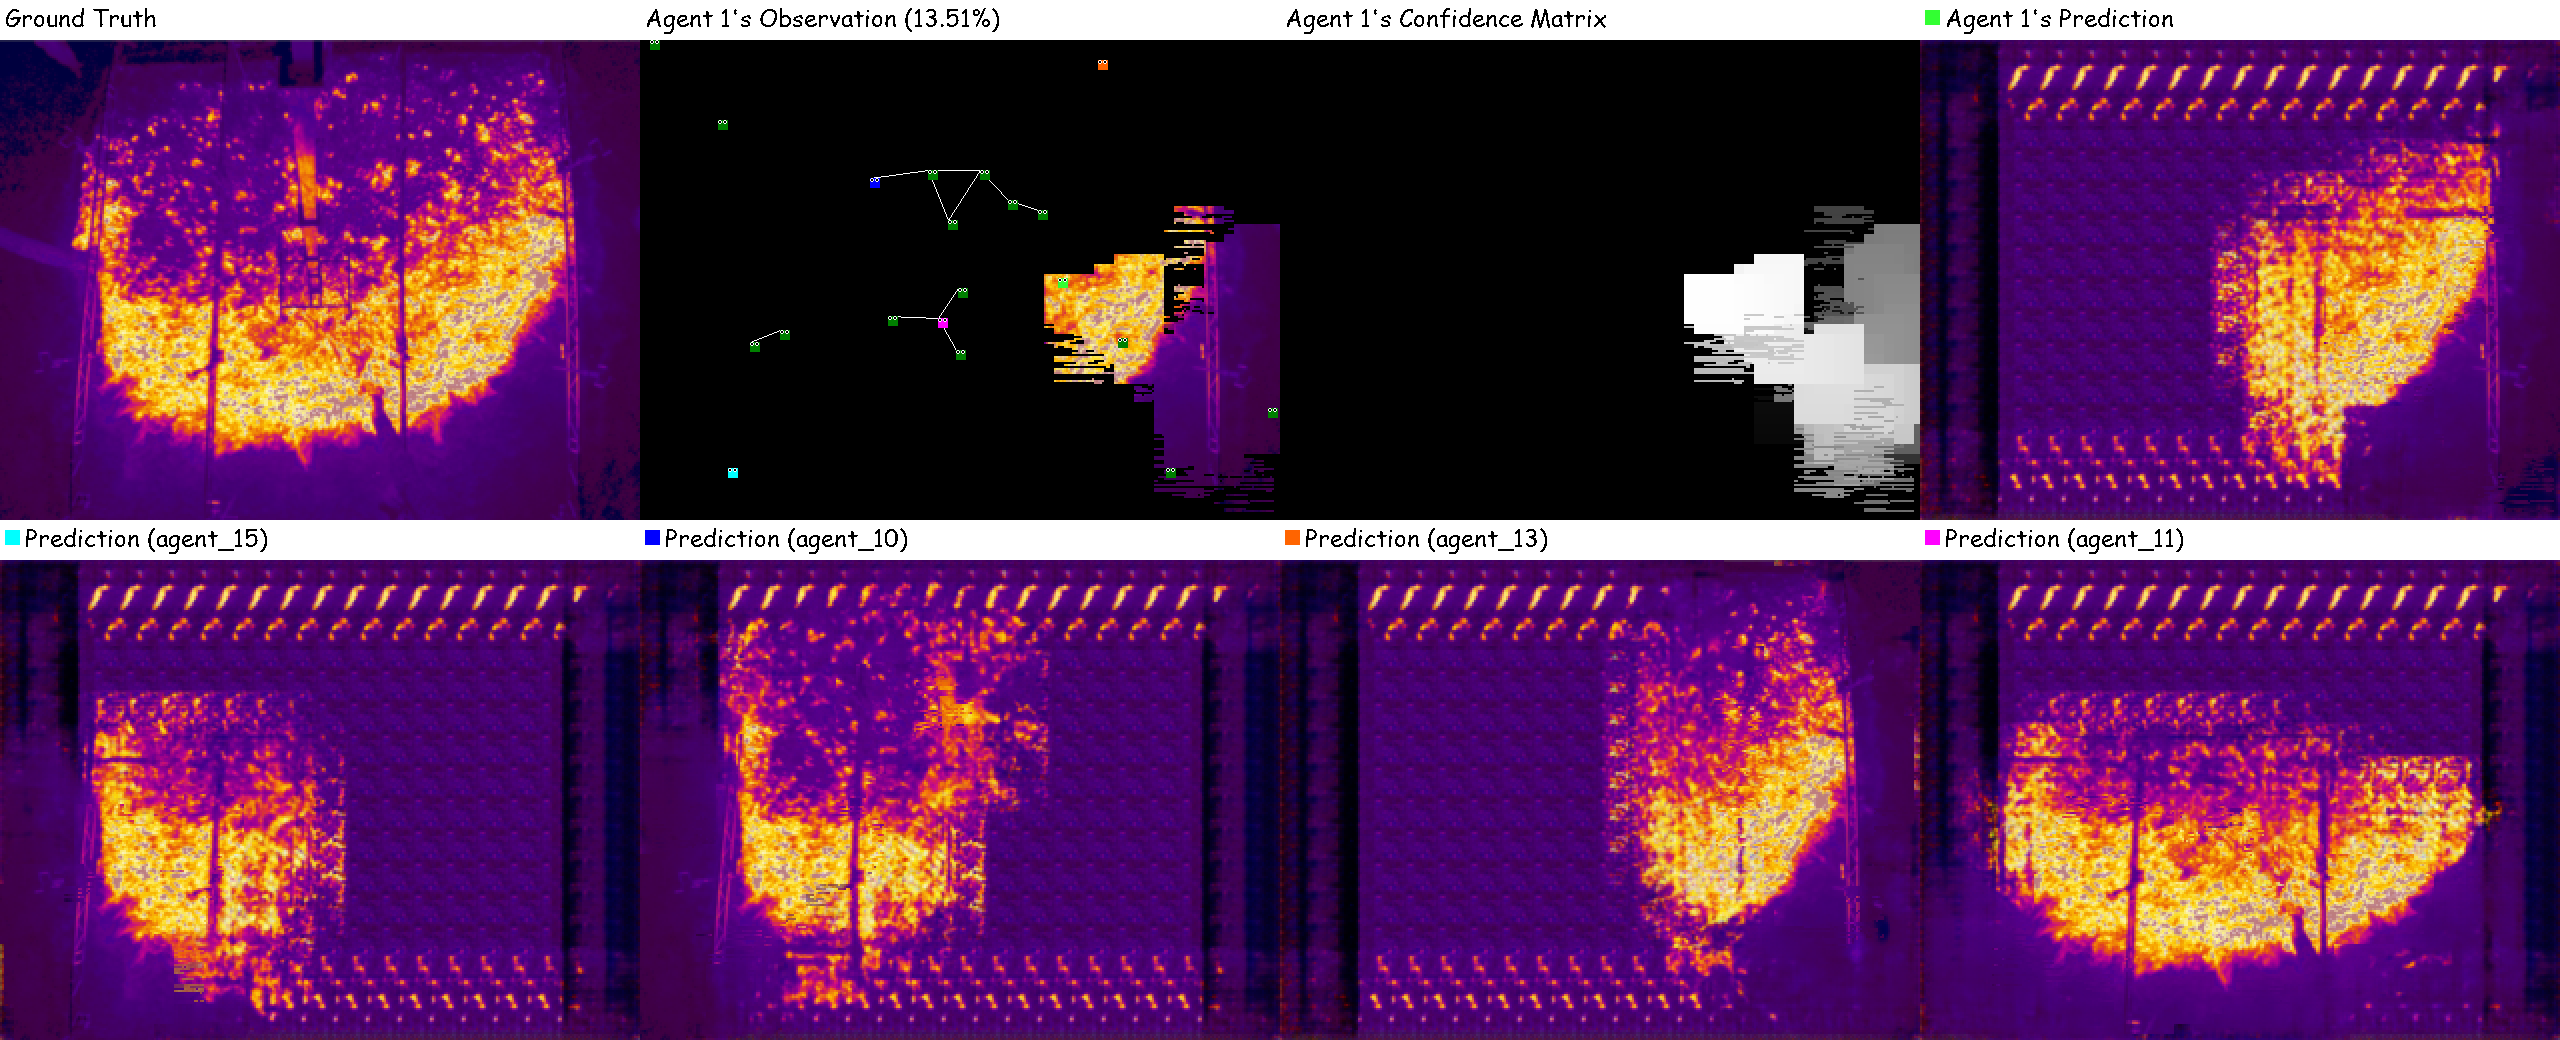 Ground Truth
Agent 1's Observation (13.51%)
Agent 1's Confidence Matrix
Agent 1's Prediction
Prediction (agent_15)
Prediction (agent_10)
Prediction (agent_13)
Prediction (agent_11)